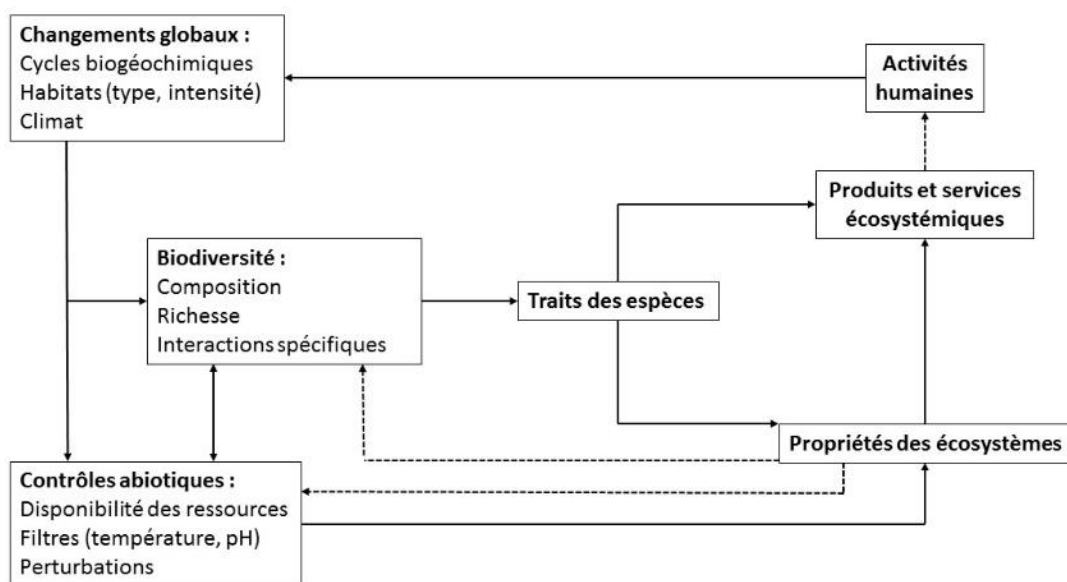 Changements globaux :
Cycles biogéochimiques
Habitats (type, intensité)
Climat
Activités
humaines
Produits et services
écosystémiques
Biodiversité :
Composition
Richesse
Interactions spécifiques
Traits des espèces
Propriétés des écosystèmes
Contrôles abiotiques :
Disponibilité des ressources
Filtres (température, pH)
Perturbations